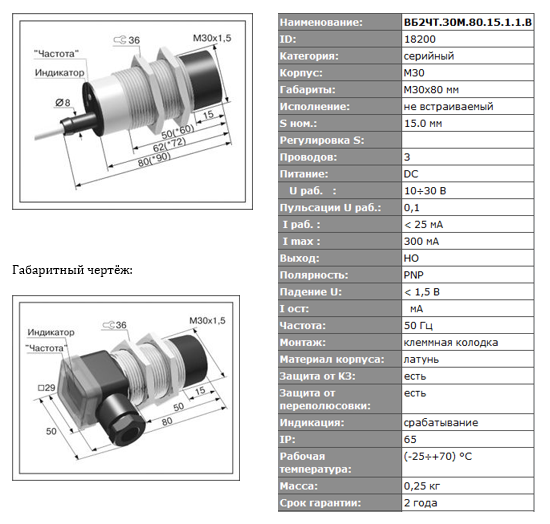 36
M30x1,5
"Частота"
Индикатор
Ø8
15
50(*60)
62(*72)
80(*90)
Габаритный чертёж:
36
M30x1,5
Индикатор
"Частота"
□29
15
50
50
80
Наименование: ВБ2ЧТ.30М.80.15.1.1.В
ID: 18200
Категория: серийный
Корпус: М30
Габариты: М30х80 мм
Исполнение: не встраиваемый
S ном.: 15.0 мм
Регулировка S:
Проводов: 3
Питание: DC
U раб. : 10÷30 В
Пульсации U раб.: 0,1
I раб. : < 25 мА
I max : 300 мА
Выход: НО
Полярность: PNP
Падение U: < 1,5 В
I ост: мА
Частота: 50 Гц
Монтаж: клеммная колодка
Материал корпуса: латунь
Защита от КЗ: есть
Защита от
переполюсовки: есть
Индикация: срабатывание
IP: 65
Рабочая
температура: (-25÷+70) °C
Масса: 0,25 кг
Срок гарантии: 2 года